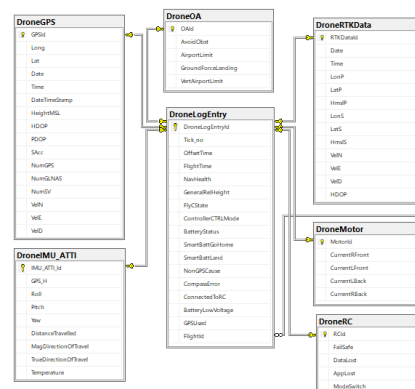 DroneGPS
GPSId
Long
Lat
Date
Time
DateTimeStamp
HeightMSL
HDOP
PDOP
SAcc
NumGPS
NumGLNAS
NumSV
VelN
VelE
VelD
DroneIMU_ATTI
IMU_ATTI_Id
GPS_H
Roll
Pitch
Yaw
DistanceTravelled
MagDirectionOfTravel
TrueDirectionOfTravel
Temperature
DroneOA
OAId
AvoidObst
AirportLimit
GroundForceLanding
VertAirportLimit
DroneLogEntry
DroneLogEntryId
Tick_no
OffsetTime
FlightTime
NavHealth
GeneralRelHeight
FlyCState
ControllerCTRLMode
BatteryStatus
SmartBattGoHome
SmartBattLand
NonGPSCause
CompassError
ConnectedToRC
BatteryLowVoltage
GPSUsed
FlightId
DroneRTKData
RTKDataId
Date
Time
LonP
LatP
HmslP
LonS
LatS
HmslS
VelN
VelE
VelD
HDOP
DroneMotor
MotorId
CurrentRFront
CurrentLFront
CurrentLBack
CurrentRBack
DroneRC
RCId
FailSafe
DataLost
AppLost
ModeSwitch